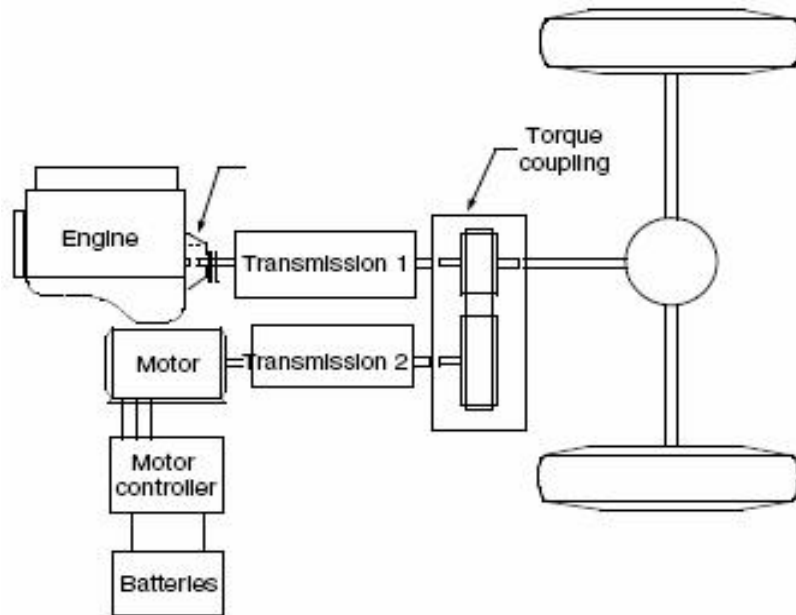 Torque
coupling
Engine
Transmission 1
Motor
Transmission 2
Motor
controller
Batteries